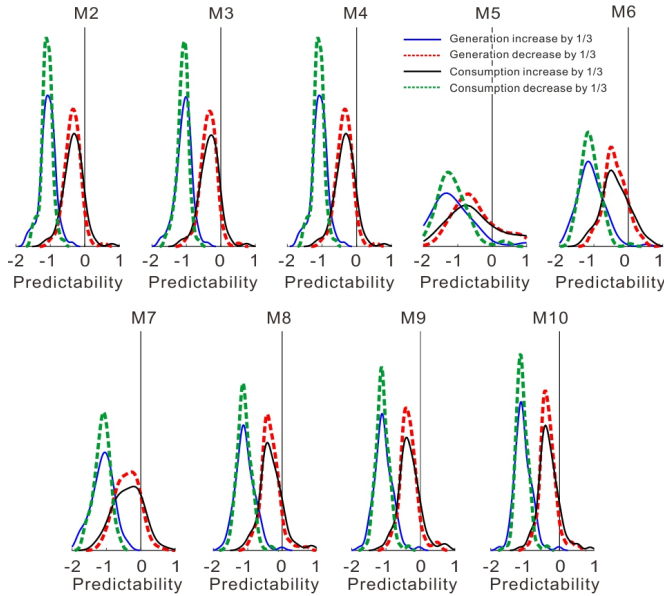 M2 M3 M4 M5 M6
Generation increase by 1/3
Generation decrease by 1/3
Consumption increase by 1/3
Consumption decrease by 1/3
-2 -1 0 1 -2 -1 0 1 -2 -1 0 1 -2 -1 0 1 -2 -1 0 1
Predictability Predictability Predictability Predictability Predictability
M7 M8 M9 M10
-2 -1 0 1 -2 -1 0 1 -2 -1 0 1 -2 -1 0 1
Predictability Predictability Predictability Predictability